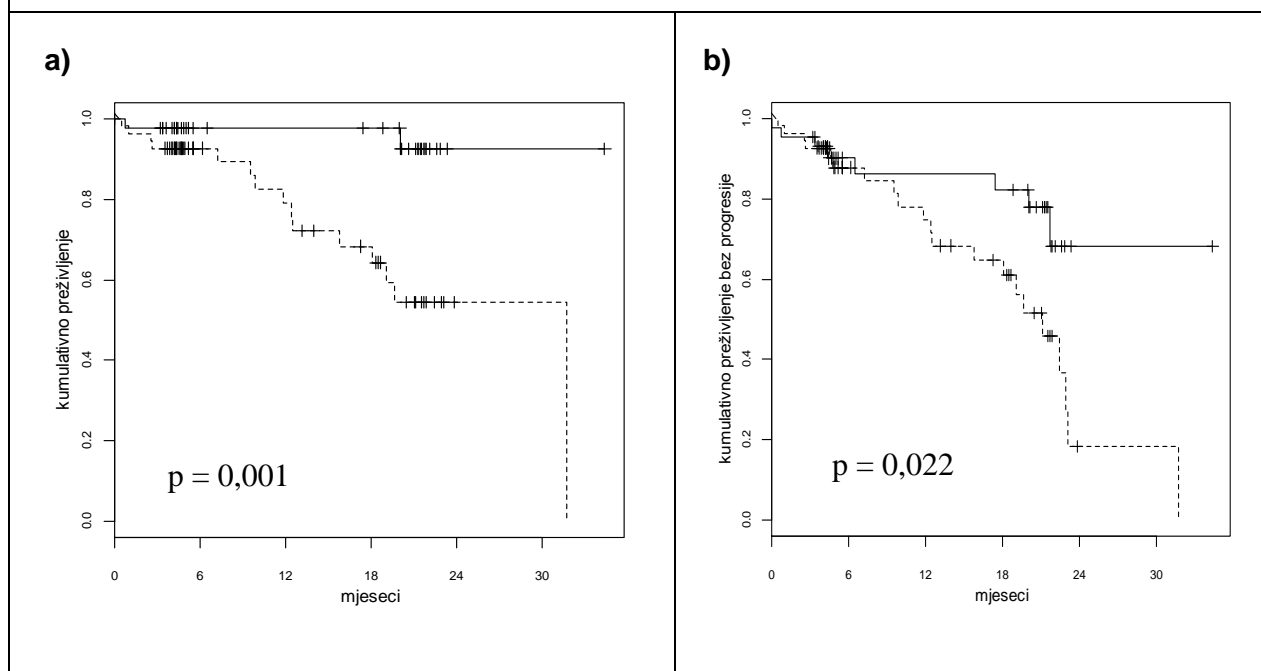 a)
kumulativno preživljenje
1.0
0.8
0.6
0.4
0.2
0.0
p = 0,001
0 6 12 18 24 30
mjeseci
b)
kumulativno preživljenje bez progresije
1.0
0.8
0.6
0.4
0.2
0.0
p = 0,022
0 6 12 18 24 30
mjeseci